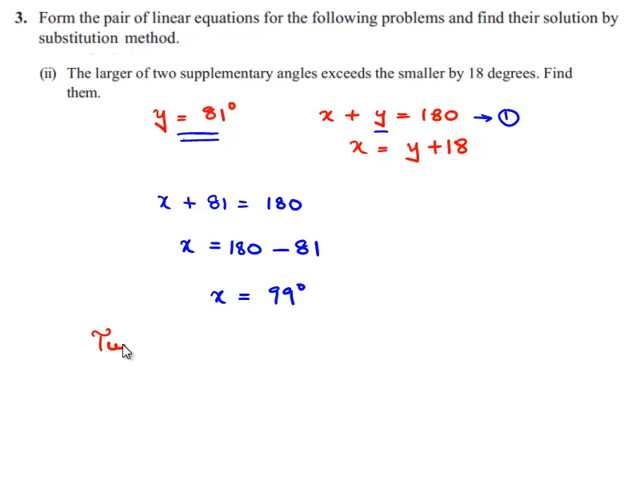 3. Form the pair of linear equations for the following problems and find their solution by
substitution method.
(ii) The larger of two supplementary angles exceeds the smaller by 18 degrees. Find
them.
y = 81° x + y = 180 → ①
x = y + 18
x + 81 = 180
x = 180 − 81
x = 99°
Tw